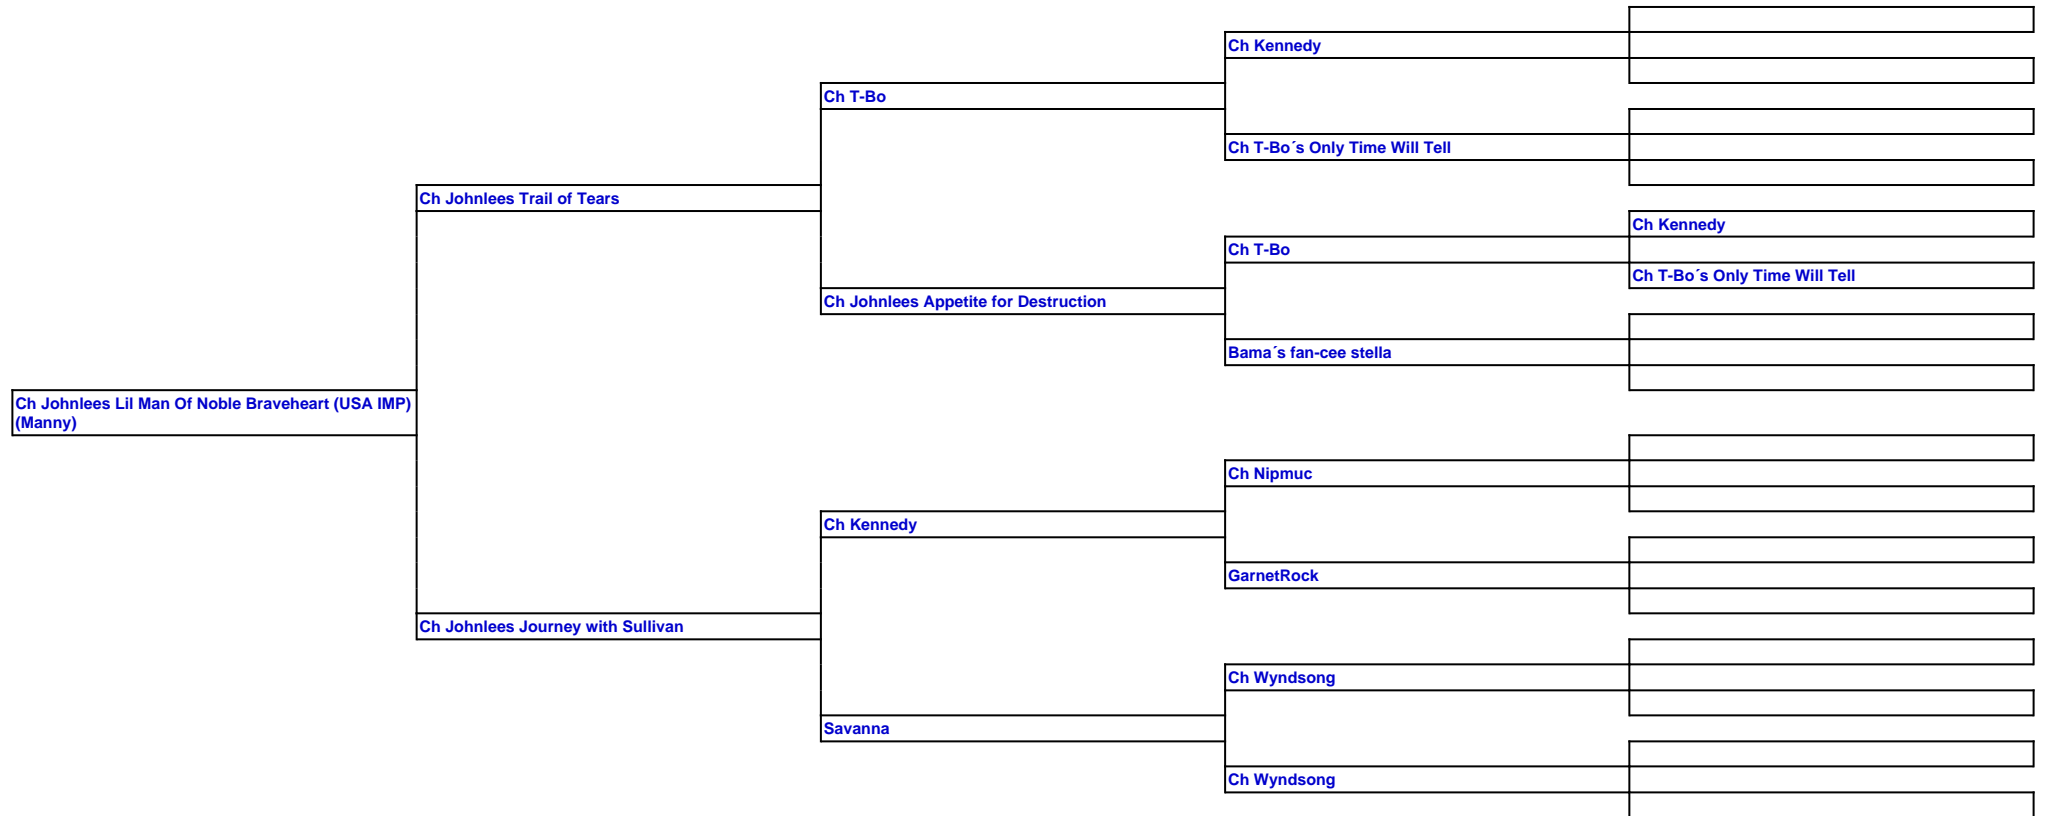 Ch Kennedy
Ch T-Bo
Ch T-Bo´s Only Time Will Tell
Ch Johnlees Trail of Tears
Ch Kennedy
Ch T-Bo
Ch T-Bo´s Only Time Will Tell
Ch Johnlees Appetite for Destruction
Bama´s fan-cee stella
Ch Johnlees Lil Man Of Noble Braveheart (USA IMP)
(Manny)
Ch Nipmuc
Ch Kennedy
GarnetRock
Ch Johnlees Journey with Sullivan
Ch Wyndsong
Savanna
Ch Wyndsong